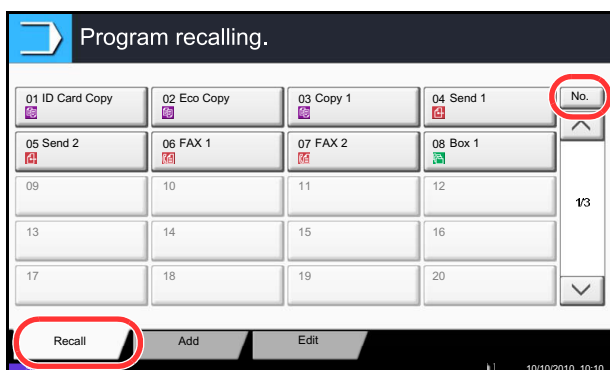 Program recalling.
01 ID Card Copy 02 Eco Copy 03 Copy 1 04 Send 1 No.
05 Send 2 06 FAX 1 07 FAX 2 08 Box 1
09 10 11 12
1/3
13 14 15 16
17 18 19 20
Recall Add Edit
10/10/2010 10:10